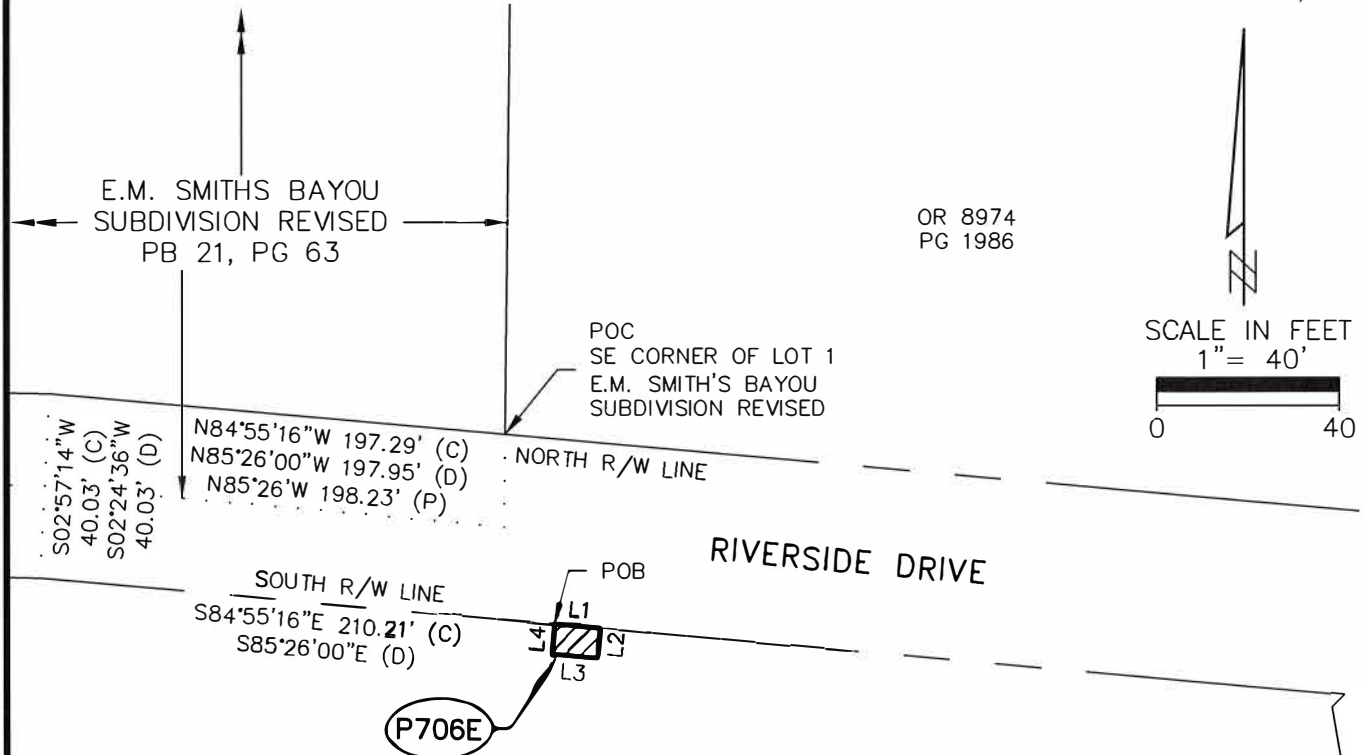 E.M. SMITHS BAYOU
SUBDIVISION REVISED
PB 21, PG 63
OR 8974
PG 1986
N
SCALE IN FEET
1"= 40'
0 40
POC
SE CORNER OF LOT 1
E.M. SMITH'S BAYOU
SUBDIVISION REVISED
S02°57'14"W
40.03' (C)
S02°24'36"W
40.03' (D)
N84°55'16"W 197.29' (C)
N85°26'00"W 197.95' (D)
N85°26'W 198.23' (P)
NORTH R/W LINE
RIVERSIDE DRIVE
SOUTH R/W LINE
S84°55'16"E 210.21' (C)
S85°26'00"E (D)
POB
L1
L4
L2
L3
P706E